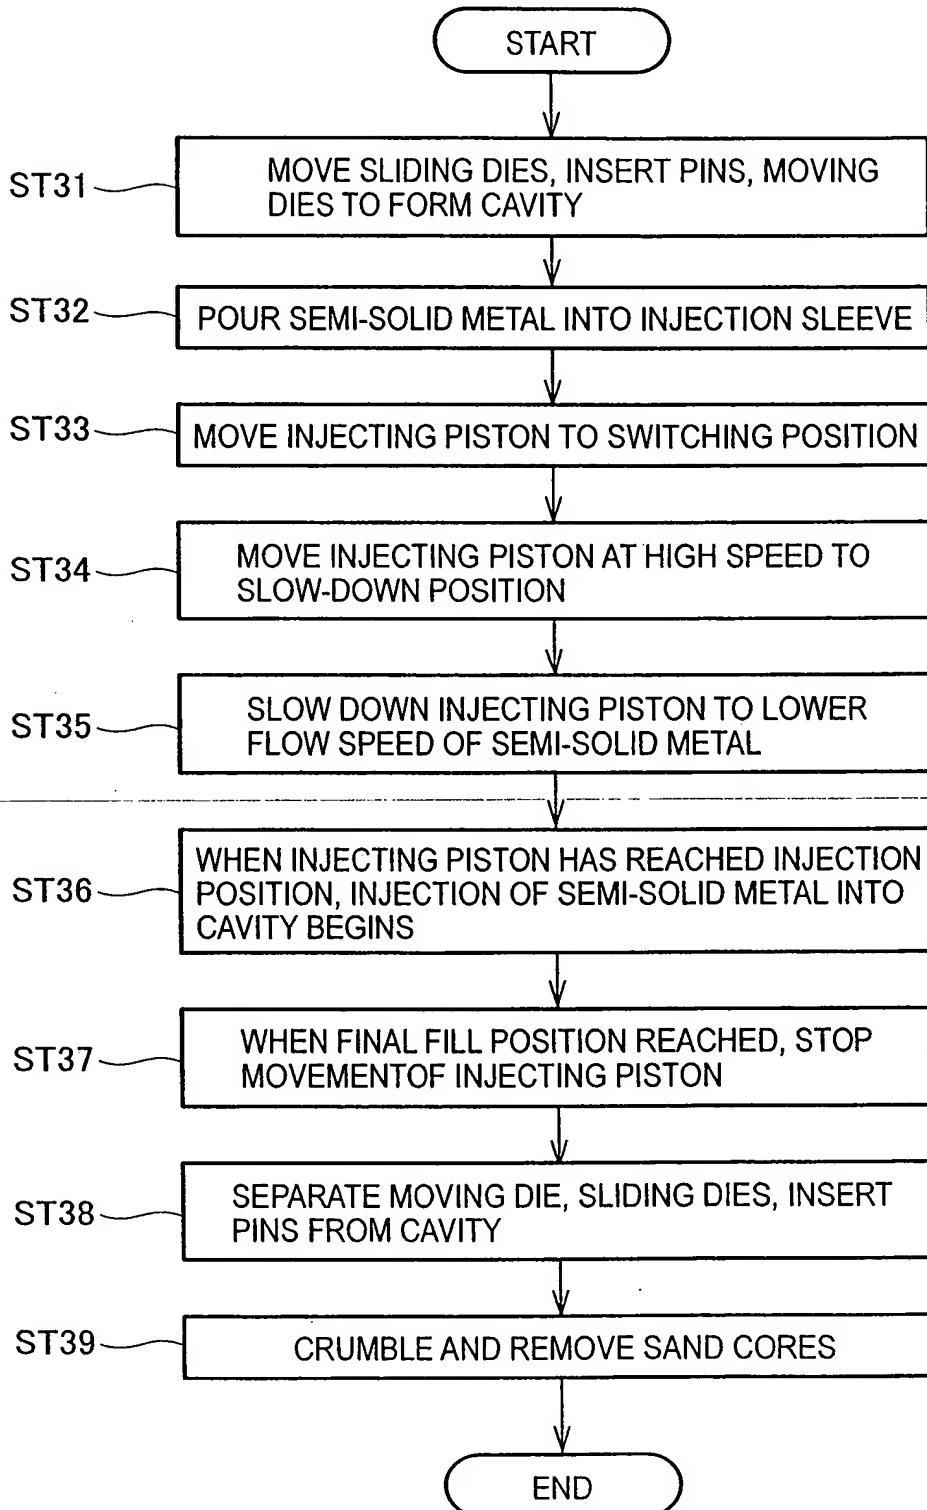 START
ST31
MOVE SLIDING DIES, INSERT PINS, MOVING
DIES TO FORM CAVITY
ST32
POUR SEMI-SOLID METAL INTO INJECTION SLEEVE
ST33
MOVE INJECTING PISTON TO SWITCHING POSITION
ST34
MOVE INJECTING PISTON AT HIGH SPEED TO
SLOW-DOWN POSITION
ST35
SLOW DOWN INJECTING PISTON TO LOWER
FLOW SPEED OF SEMI-SOLID METAL
ST36
WHEN INJECTING PISTON HAS REACHED INJECTION
POSITION, INJECTION OF SEMI-SOLID METAL INTO
CAVITY BEGINS
ST37
WHEN FINAL FILL POSITION REACHED, STOP
MOVEMENTOF INJECTING PISTON
ST38
SEPARATE MOVING DIE, SLIDING DIES, INSERT
PINS FROM CAVITY
ST39
CRUMBLE AND REMOVE SAND CORES
END